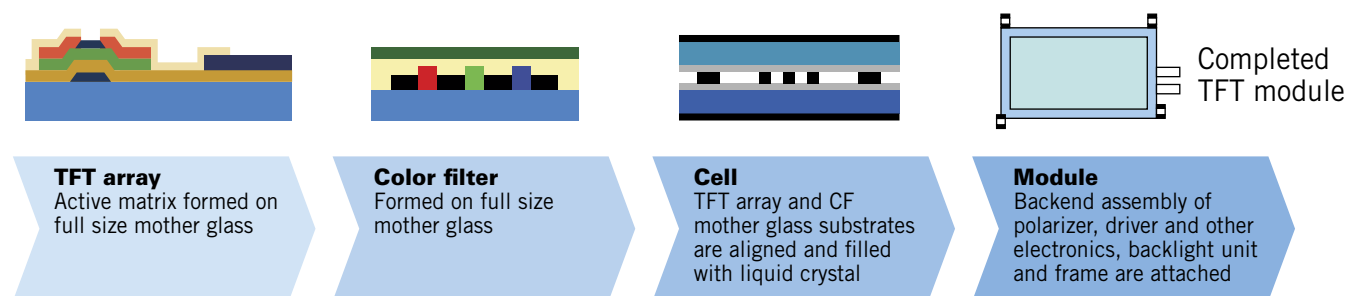 Completed
TFT module
TFT array
Active matrix formed on
full size mother glass
Color filter
Formed on full size
mother glass
Cell
TFT array and CF
mother glass substrates
are aligned and filled
with liquid crystal
Module
Backend assembly of
polarizer, driver and other
electronics, backlight unit
and frame are attached